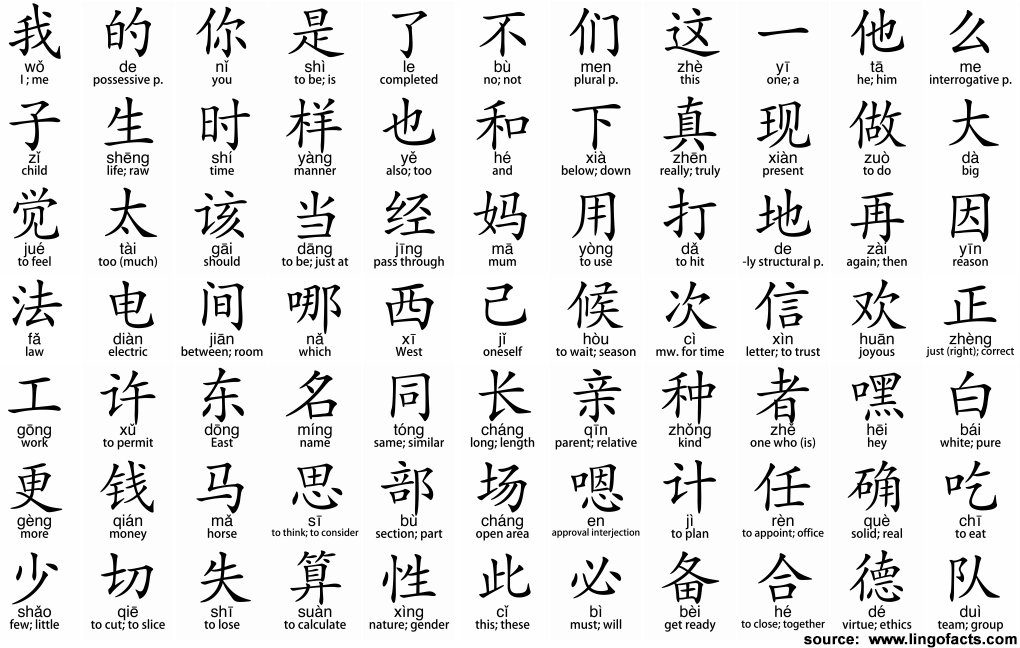 我 的 你 是 了 不 们 这 一 他 么
wǒ de nǐ shì le bù men zhè yī tā me
I ; me possessive p. you to be; is completed no; not plural p. this one; a he; him interrogative p.
子 生 时 样 也 和 下 真 现 做 大
zǐ shēng shí yàng yě hé xià zhēn xiàn zuò dà
child life; raw time manner also; too and below; down really; truly present to do big
觉 太 该 当 经 妈 用 打 地 再 因
jué tài gāi dāng jīng mā yòng dǎ de zài yīn
to feel too (much) should to be; just at pass through mum to use to hit -ly structural p. again; then reason
法 电 间 哪 西 己 候 次 信 欢 正
fǎ diàn jiān nǎ xī jǐ hòu cì xìn huān zhèng
law electric between; room which West oneself to wait; season mw. for time letter; to trust joyous just (right); correct
工 许 东 名 同 长 亲 种 者 嘿 白
gōng xǔ dōng míng tóng cháng qīn zhǒng zhě hēi bái
work to permit East name same; similar long; length parent; relative kind one who (is) hey white; pure
更 钱 马 思 部 场 嗯 计 任 确 吃
gèng qián mǎ sī bù cháng en jì rèn què chī
more money horse to think; to consider section; part open area approval interjection to plan to appoint; office solid; real to eat
少 切 失 算 性 此 必 备 合 德 队
shǎo qiē shī suàn xìng cǐ bì bèi hé dé duì
few; little to cut; to slice to lose to calculate nature; gender this; these must; will get ready to close; together virtue; ethics team; group
source: www.lingofacts.com